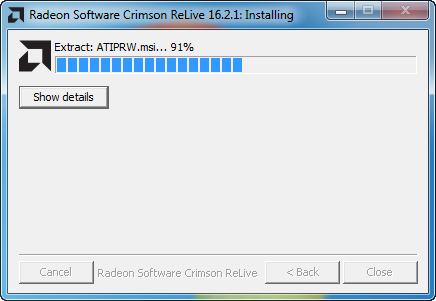 Radeon Software Crimson ReLive 16.2.1: Installing
Extract: ATIPRW.msi... 91%
Show details
Cancel
Radeon Software Crimson ReLive
< Back
Close